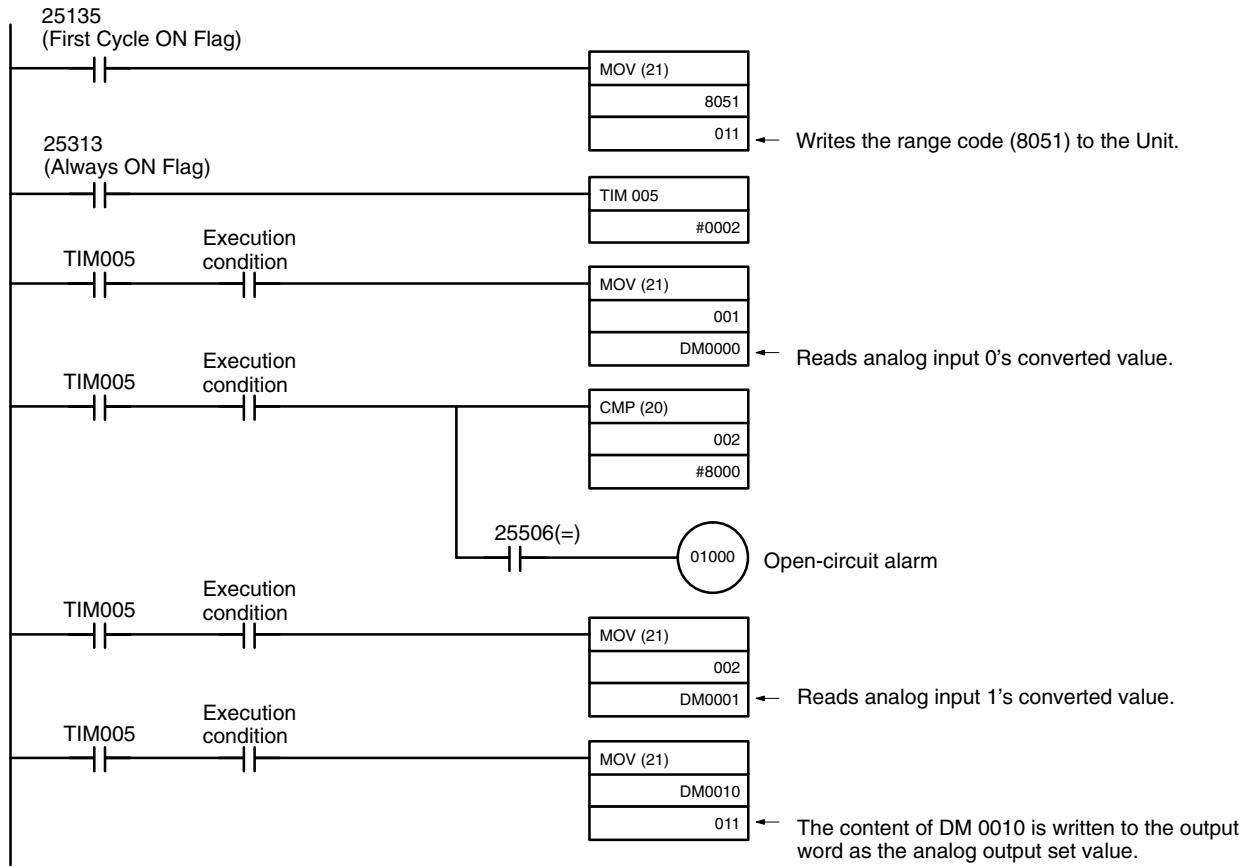 25135
(First Cycle ON Flag)
MOV (21)
8051
011
Writes the range code (8051) to the Unit.
25313
(Always ON Flag)
TIM 005
#0002
TIM005
Execution
condition
MOV (21)
001
DM0000
Reads analog input 0's converted value.
TIM005
Execution
condition
CMP (20)
002
#8000
25506(=)
01000
Open-circuit alarm
TIM005
Execution
condition
MOV (21)
002
DM0001
Reads analog input 1's converted value.
TIM005
Execution
condition
MOV (21)
DM0010
011
The content of DM 0010 is written to the output
word as the analog output set value.